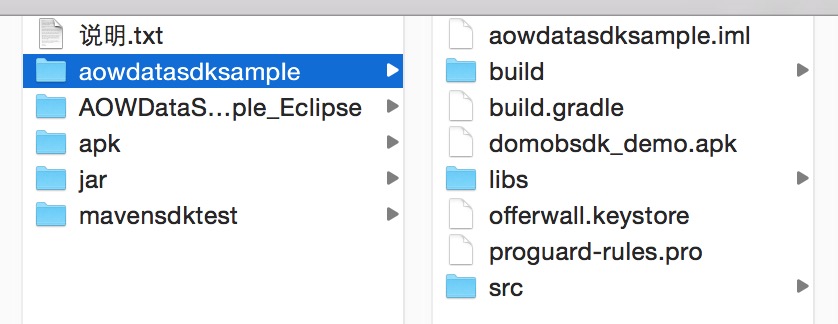 说明.txt
aowdatasdksample
AOWDataS...ple_Eclipse
apk
jar
mavensdktest
aowdatasdksample.iml
build
build.gradle
domobsdk_demo.apk
libs
offerwall.keystore
proguard-rules.pro
src